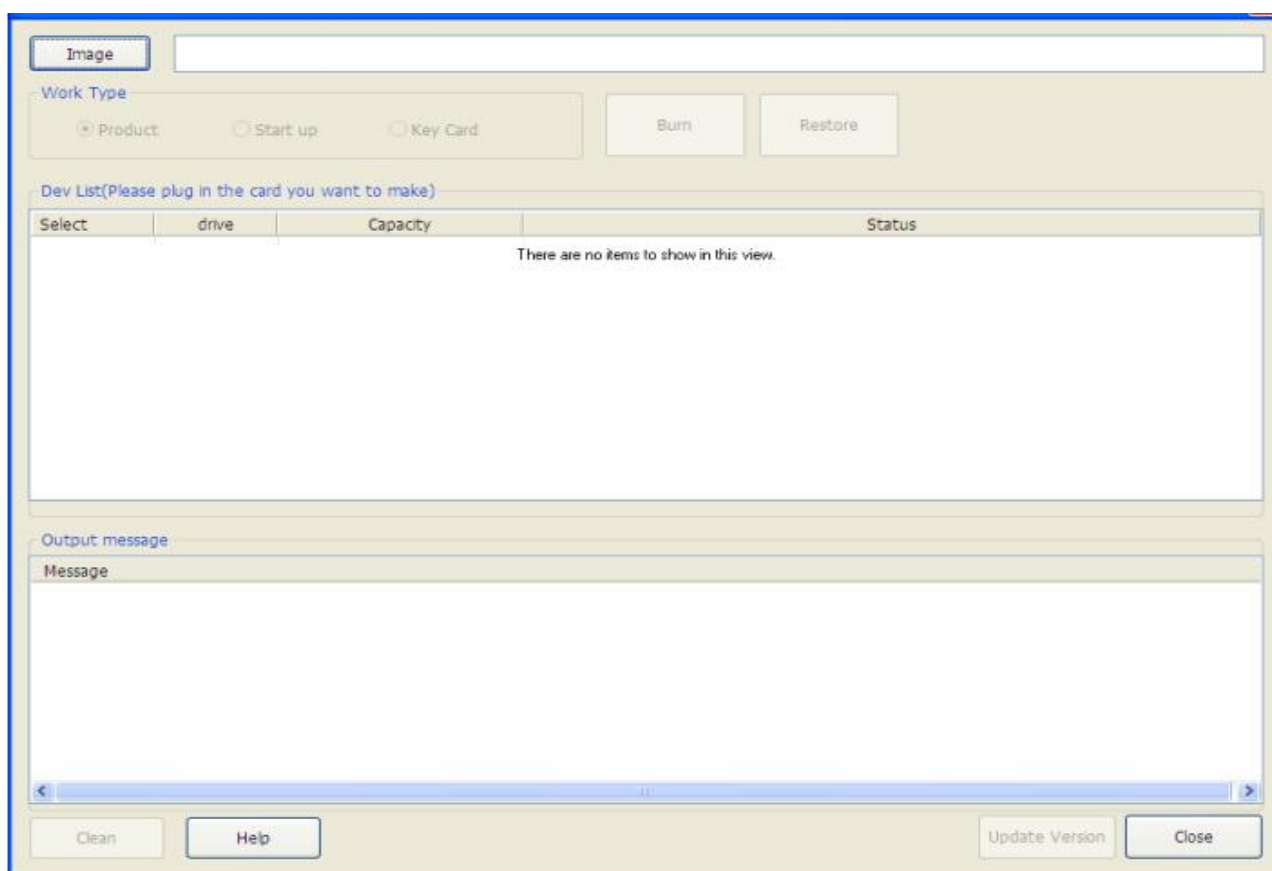 Image
Work Type
Product Start up Key Card Burn Restore
Dev List(Please plug in the card you want to make)
Select drive Capacity Status
There are no items to show in this view.
Output message
Message
Clean Help Update Version Close